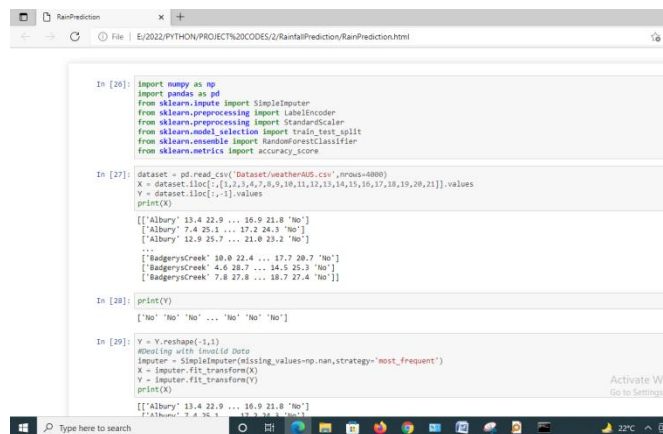 RainPrediction
File | E:/2022/PYTHON/PROJECT%20CODES/2/RainfallPrediction/RainPrediction.html
In [26]: import numpy as np
import pandas as pd
from sklearn.impute import SimpleImputer
from sklearn.preprocessing import LabelEncoder
from sklearn.preprocessing import StandardScaler
from sklearn.model_selection import train_test_split
from sklearn.ensemble import RandomForestClassifier
from sklearn.metrics import accuracy_score
In [27]: dataset = pd.read_csv('Dataset/weatherAUS.csv',nrows=4000)
X = dataset.iloc[:,[1,2,3,4,7,8,9,10,11,12,13,14,15,16,17,18,19,20,21]].values
Y = dataset.iloc[:,-1].values
print(X)
[['Albury' 13.4 22.9 ... 16.9 21.8 'No']
['Albury' 7.4 25.1 ... 17.2 24.3 'No']
['Albury' 12.9 25.7 ... 21.0 23.2 'No']
...
['BadgerysCreek' 10.0 22.4 ... 17.7 20.7 'No']
['BadgerysCreek' 4.6 28.7 ... 14.5 25.3 'No']
['BadgerysCreek' 7.8 27.8 ... 18.7 27.4 'No']]
In [28]: print(Y)
['No' 'No' 'No' ... 'No' 'No' 'No']
In [29]: Y = Y.reshape(-1,1)
#Dealing with invalid Data
imputer = SimpleImputer(missing_values=np.nan,strategy='most_frequent')
X = imputer.fit_transform(X)
Y = imputer.fit_transform(Y)
print(X)
[['Albury' 13.4 22.9 ... 16.9 21.8 'No']
['Albury' 7.4 25.1 ... 17.2 24.3 'No']
Activate W
Go to Settings
Type here to search
22°C